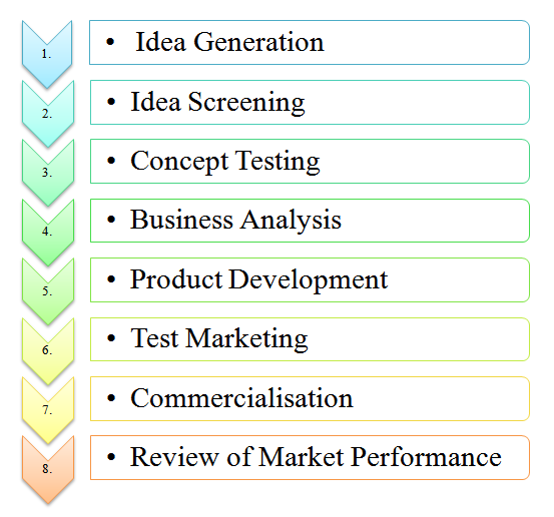 1. • Idea Generation
2. • Idea Screening
3. • Concept Testing
4. • Business Analysis
5. • Product Development
6. • Test Marketing
7. • Commercialisation
8. • Review of Market Performance